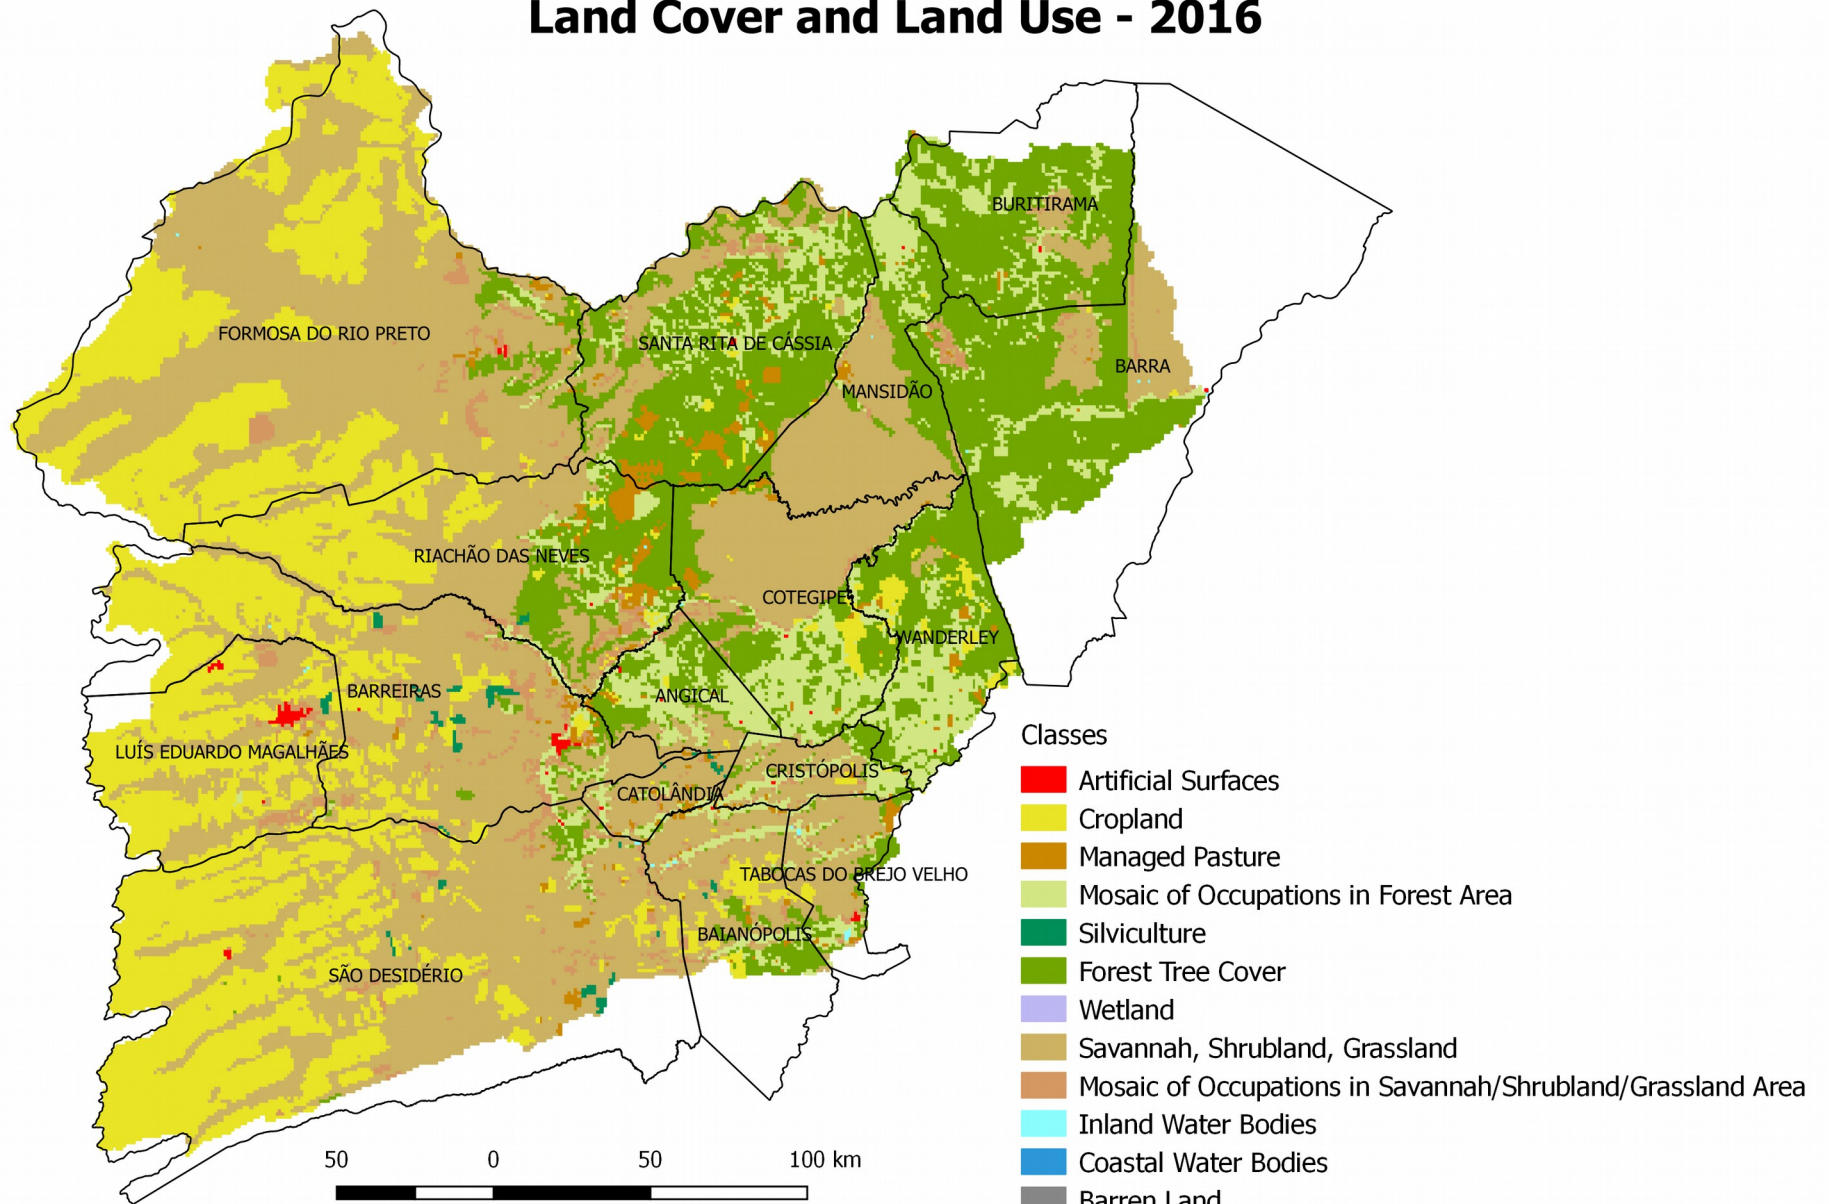 Land Cover and Land Use - 2016
BURITIRAMA
FORMOSA DO RIO PRETO
SANTA RITA DE CÁSSIA
BARRA
MANSIDÃO
RIACHÃO DAS NEVES
COTEGIPE
WANDERLEY
BARREIRAS
ANGICAL
LUÍS EDUARDO MAGALHÃES
CRISTÓPOLIS
CATOLÂNDIA
TABOCAS DO BREJO VELHO
BAIANÓPOLIS
SÃO DESIDÉRIO
Classes
Artificial Surfaces
Cropland
Managed Pasture
Mosaic of Occupations in Forest Area
Silviculture
Forest Tree Cover
Wetland
Savannah, Shrubland, Grassland
Mosaic of Occupations in Savannah/Shrubland/Grassland Area
Inland Water Bodies
Coastal Water Bodies
Barren Land
50 0 50 100 km